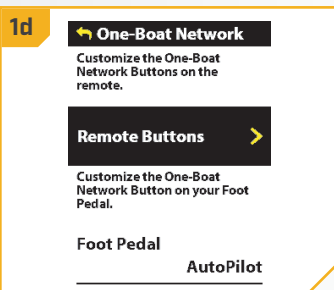 1d
One-Boat Network
Customize the One-Boat
Network Buttons on the
remote.
Remote Buttons
Customize the One-Boat
Network Button on your Foot
Pedal.
Foot Pedal
AutoPilot